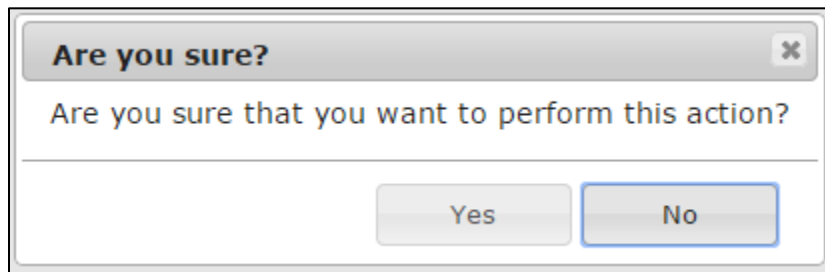 Are you sure?
Are you sure that you want to perform this action?
Yes No